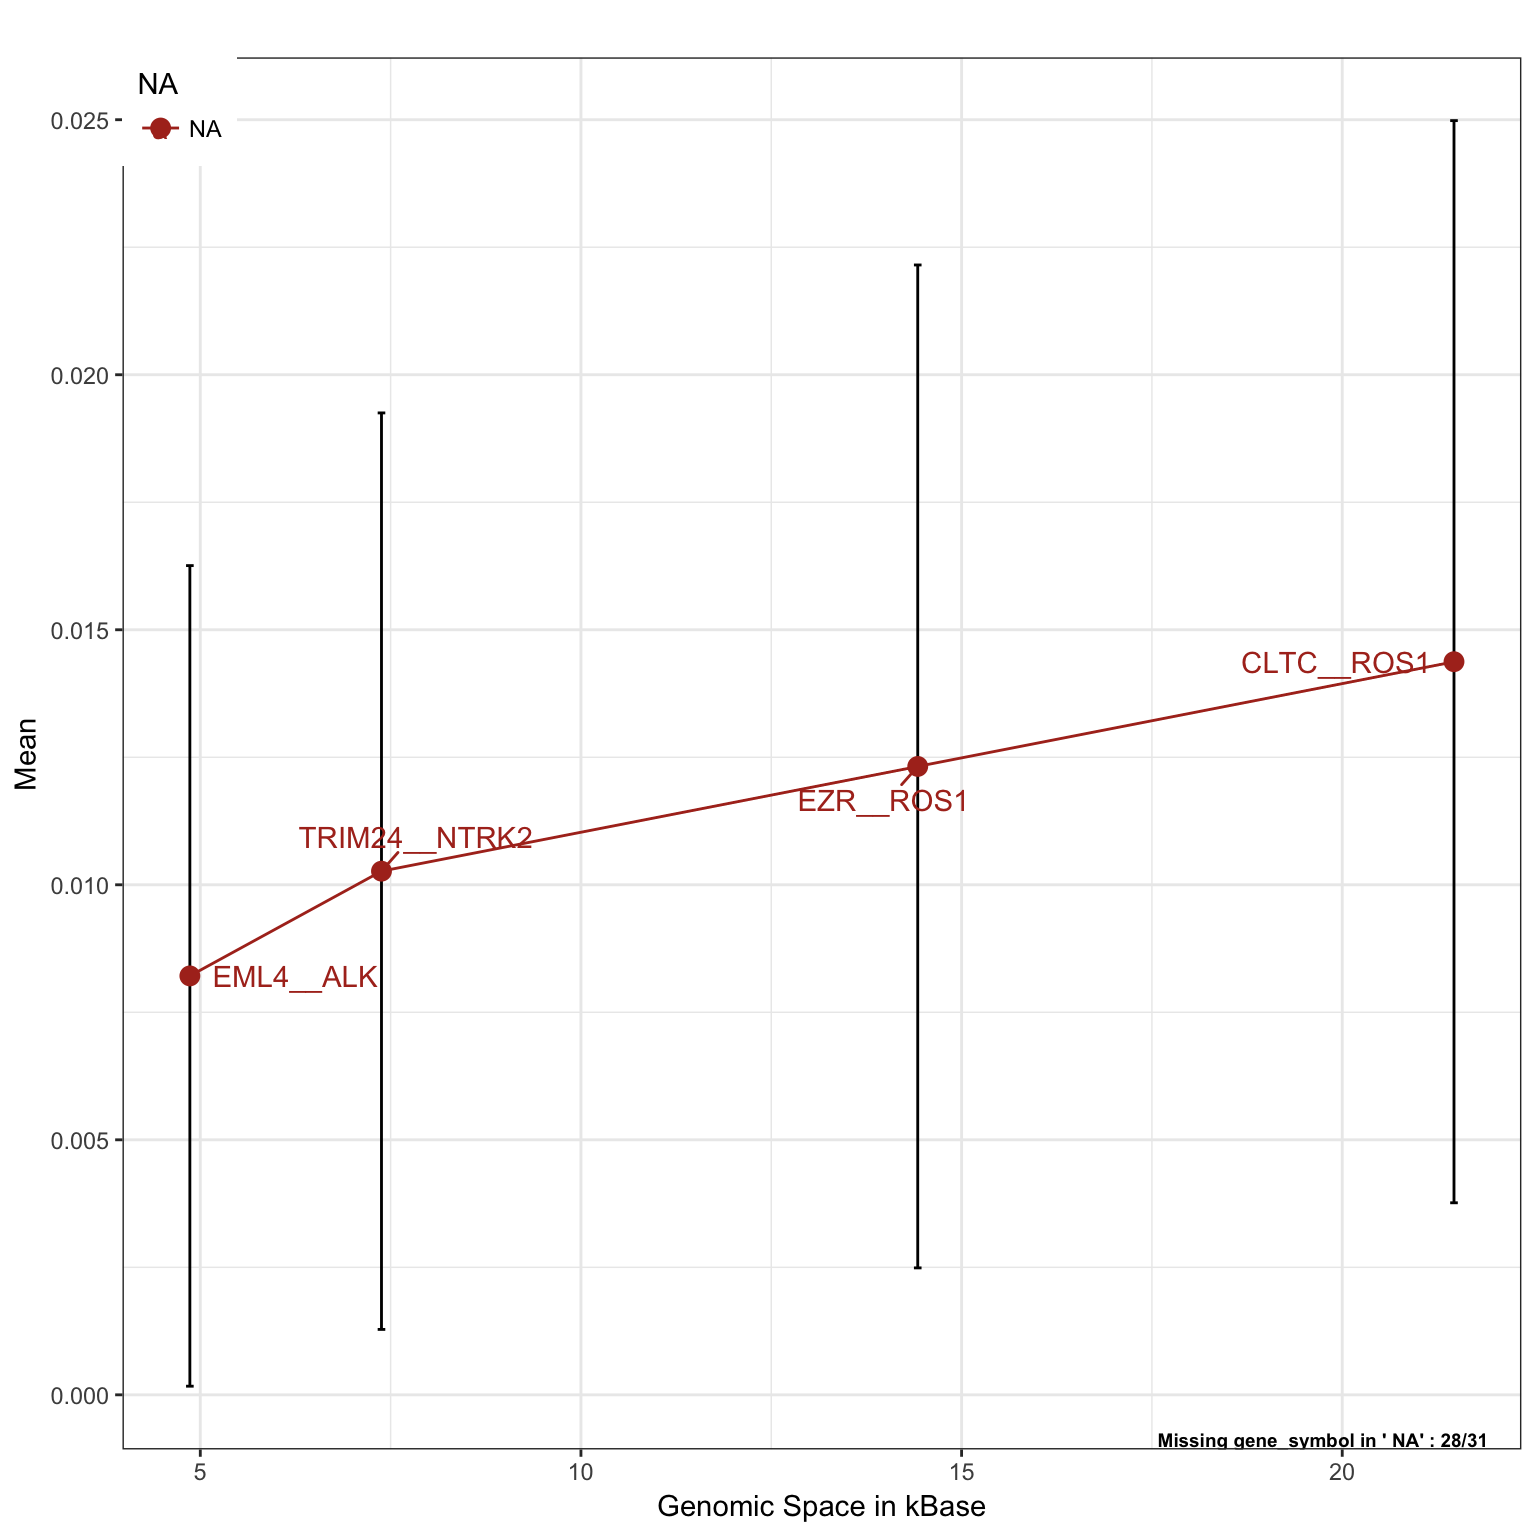 NA
NA
0.025
0.020
0.015
0.010
0.005
0.000
Mean
CLTC__ROS1
EZR__ROS1
TRIM24__NTRK2
EML4__ALK
Missing gene_symbol in ' NA' : 28/31
5
10
15
20
Genomic Space in kBase